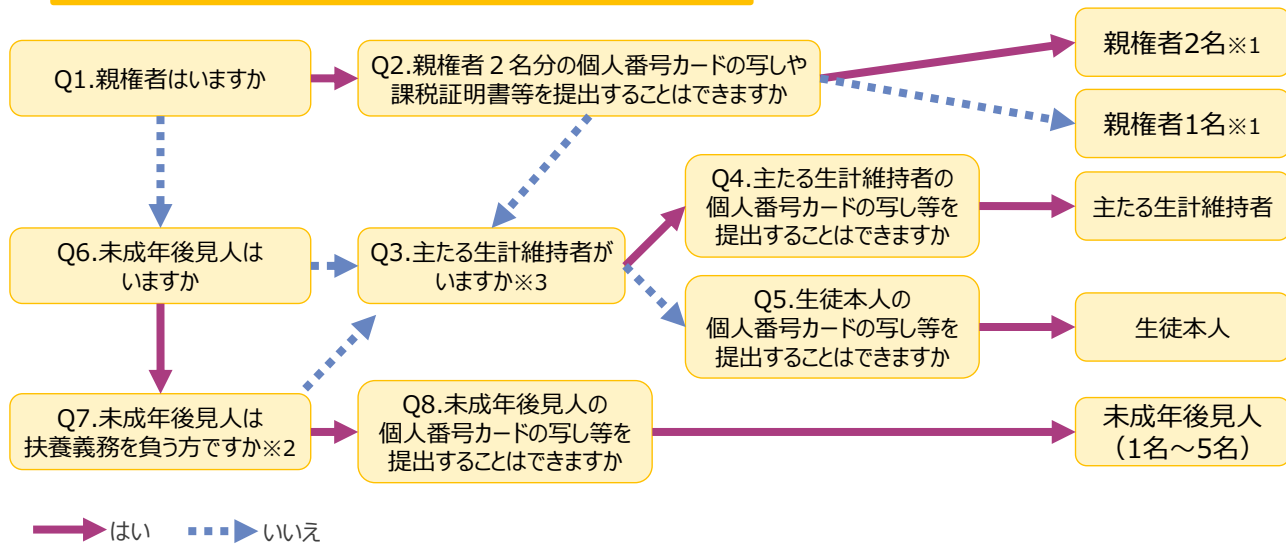 Q1.親権者はいますか
Q2.親権者２名分の個人番号カードの写しや
課税証明書等を提出することはできますか
親権者2名※1
親権者1名※1
Q4.主たる生計維持者の
個人番号カードの写し等を
提出することはできますか
主たる生計維持者
Q6.未成年後見人は
いますか
Q3.主たる生計維持者が
いますか※3
Q5.生徒本人の
個人番号カードの写し等を
提出することはできますか
生徒本人
Q7.未成年後見人は
扶養義務を負う方ですか※2
Q8.未成年後見人の
個人番号カードの写し等を
提出することはできますか
未成年後見人
（1名～5名）
はい
いいえ